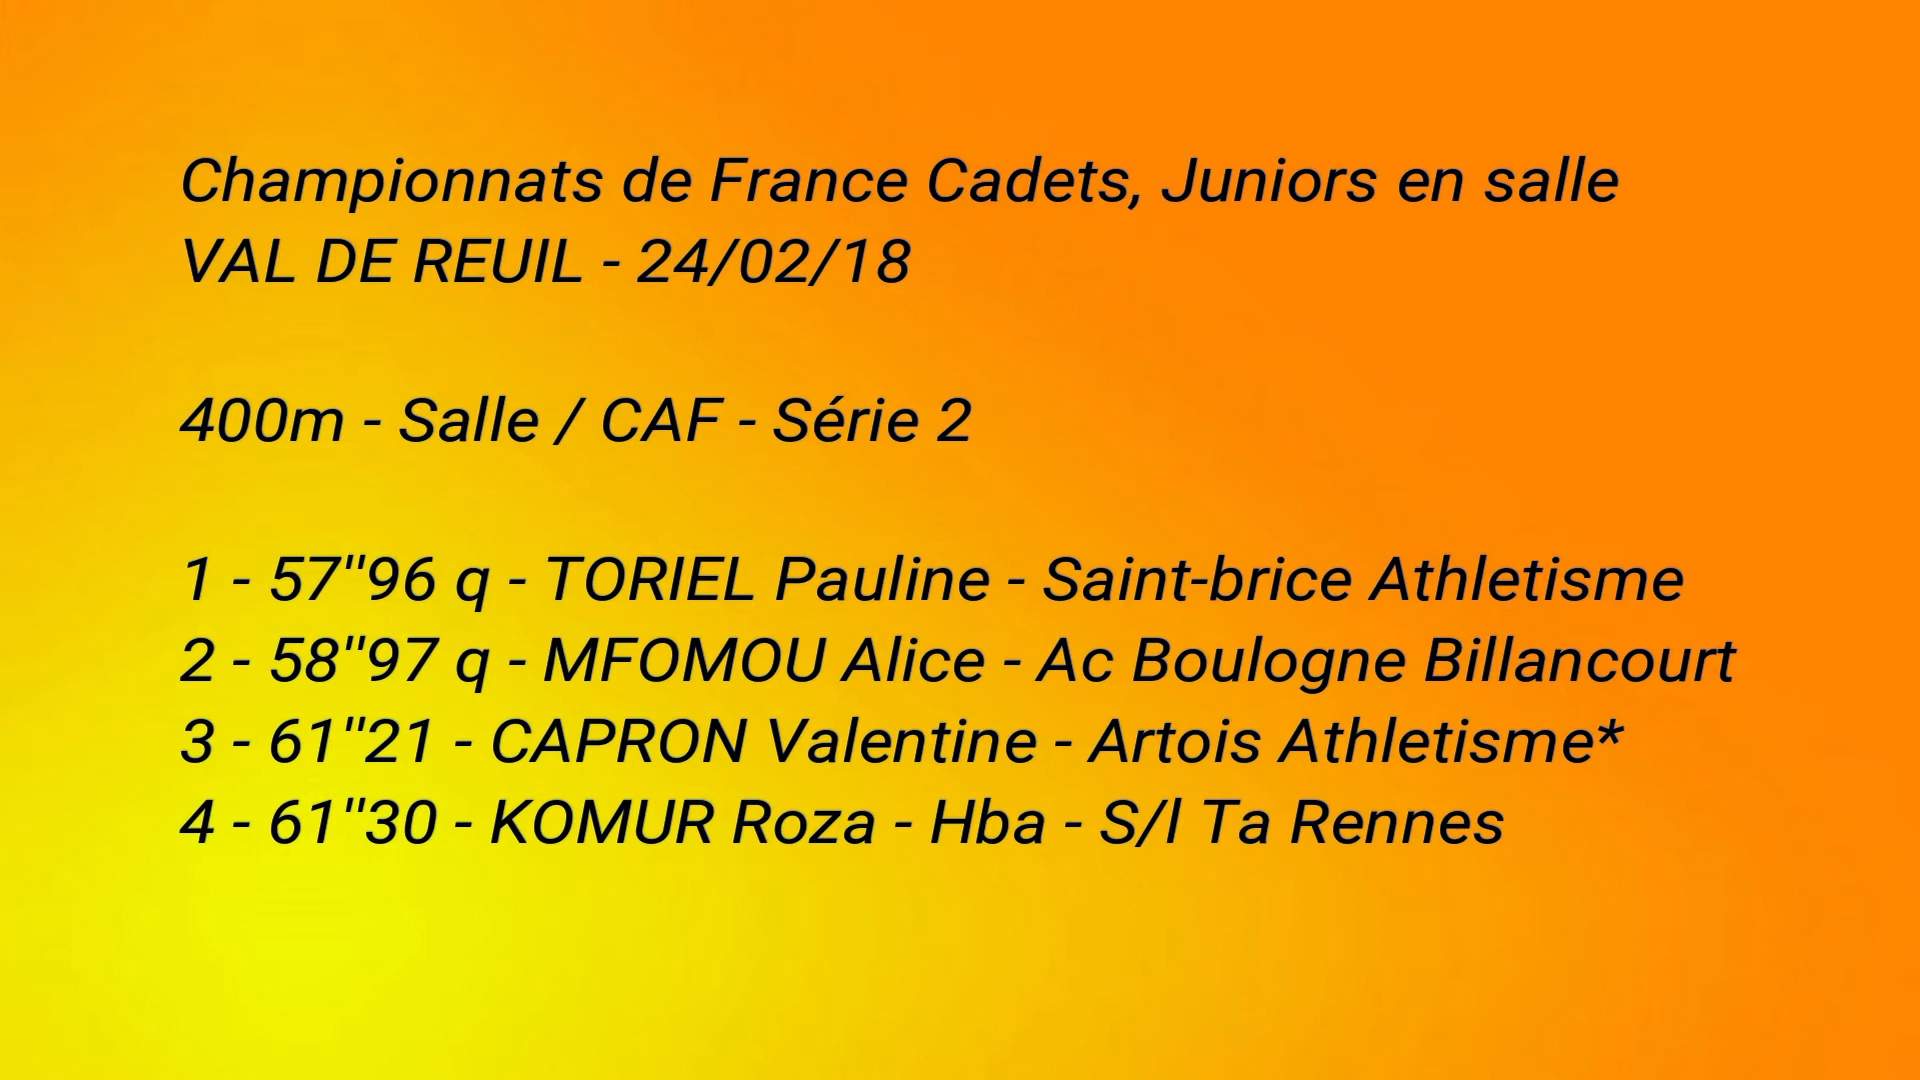 Championnats de France Cadets, Juniors en salle
VAL DE REUIL - 24/02/18
400m - Salle / CAF - Série 2
1 - 57"96 q - TORIEL Pauline - Saint-brice Athletisme
2 - 58"97 q - MFOMOU Alice - Ac Boulogne Billancourt
3 - 61"21 - CAPRON Valentine - Artois Athletisme*
4 - 61"30 - KOMUR Roza - Hba - S/l Ta Rennes